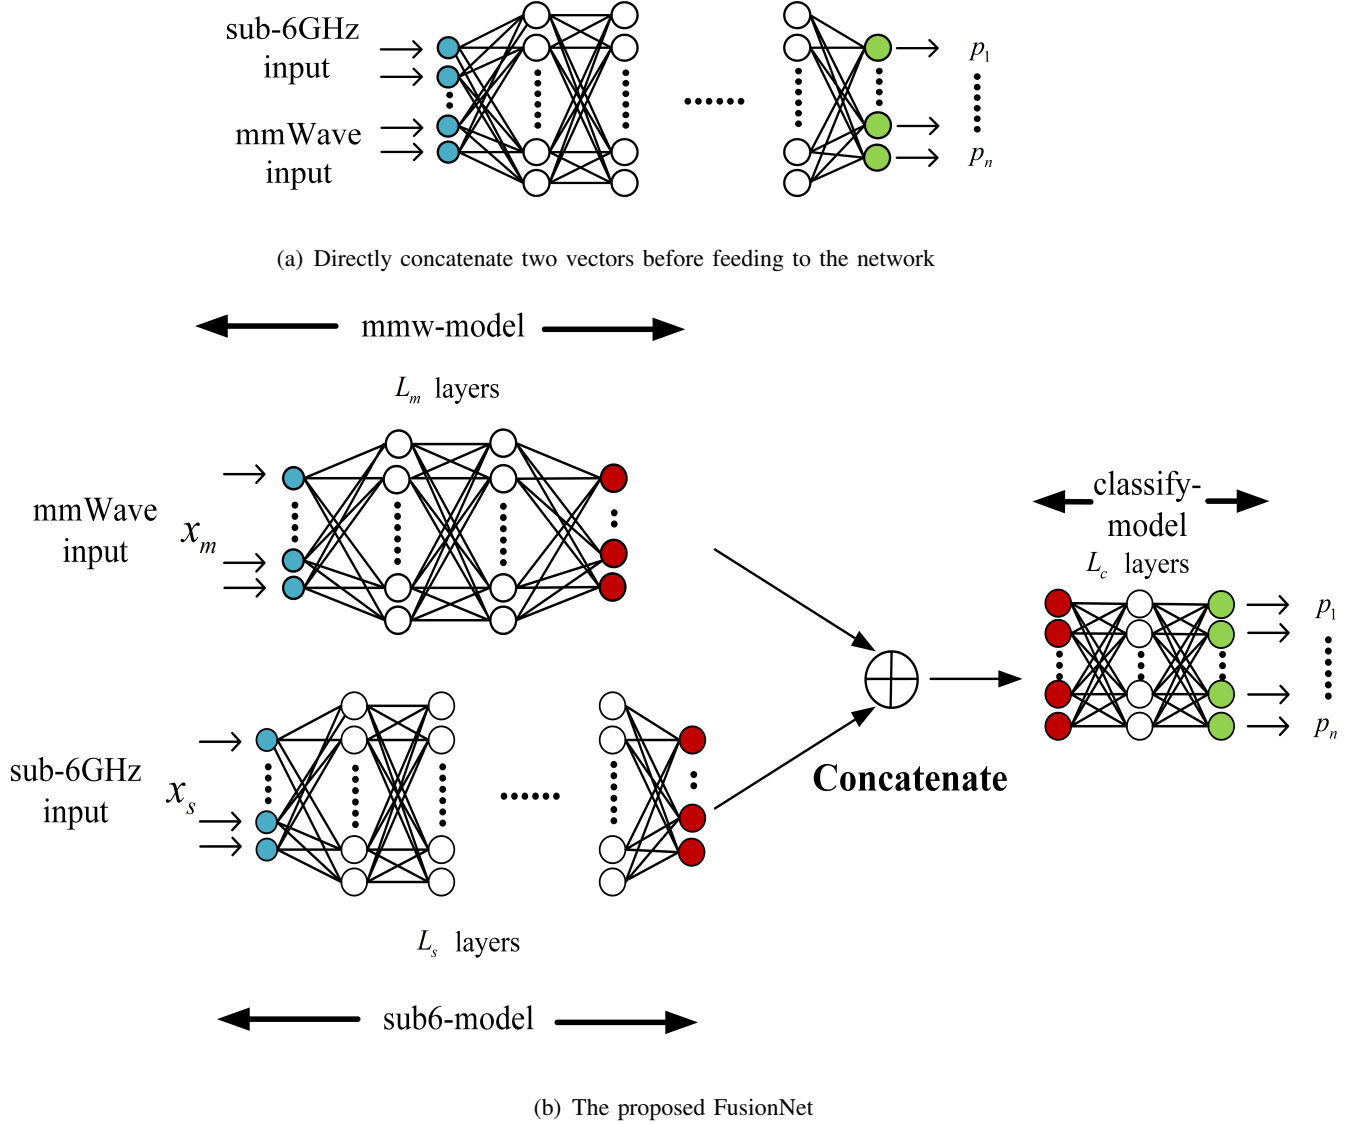 sub-6GHz
input
mmWave
input
p₁
pₙ
(a) Directly concatenate two vectors before feeding to the network
mmw-model
Lₘ layers
mmWave
input
xₘ
classify-
model
L_c layers
p₁
pₙ
sub-6GHz
input
xₛ
Concatenate
Lₛ layers
sub6-model
(b) The proposed FusionNet